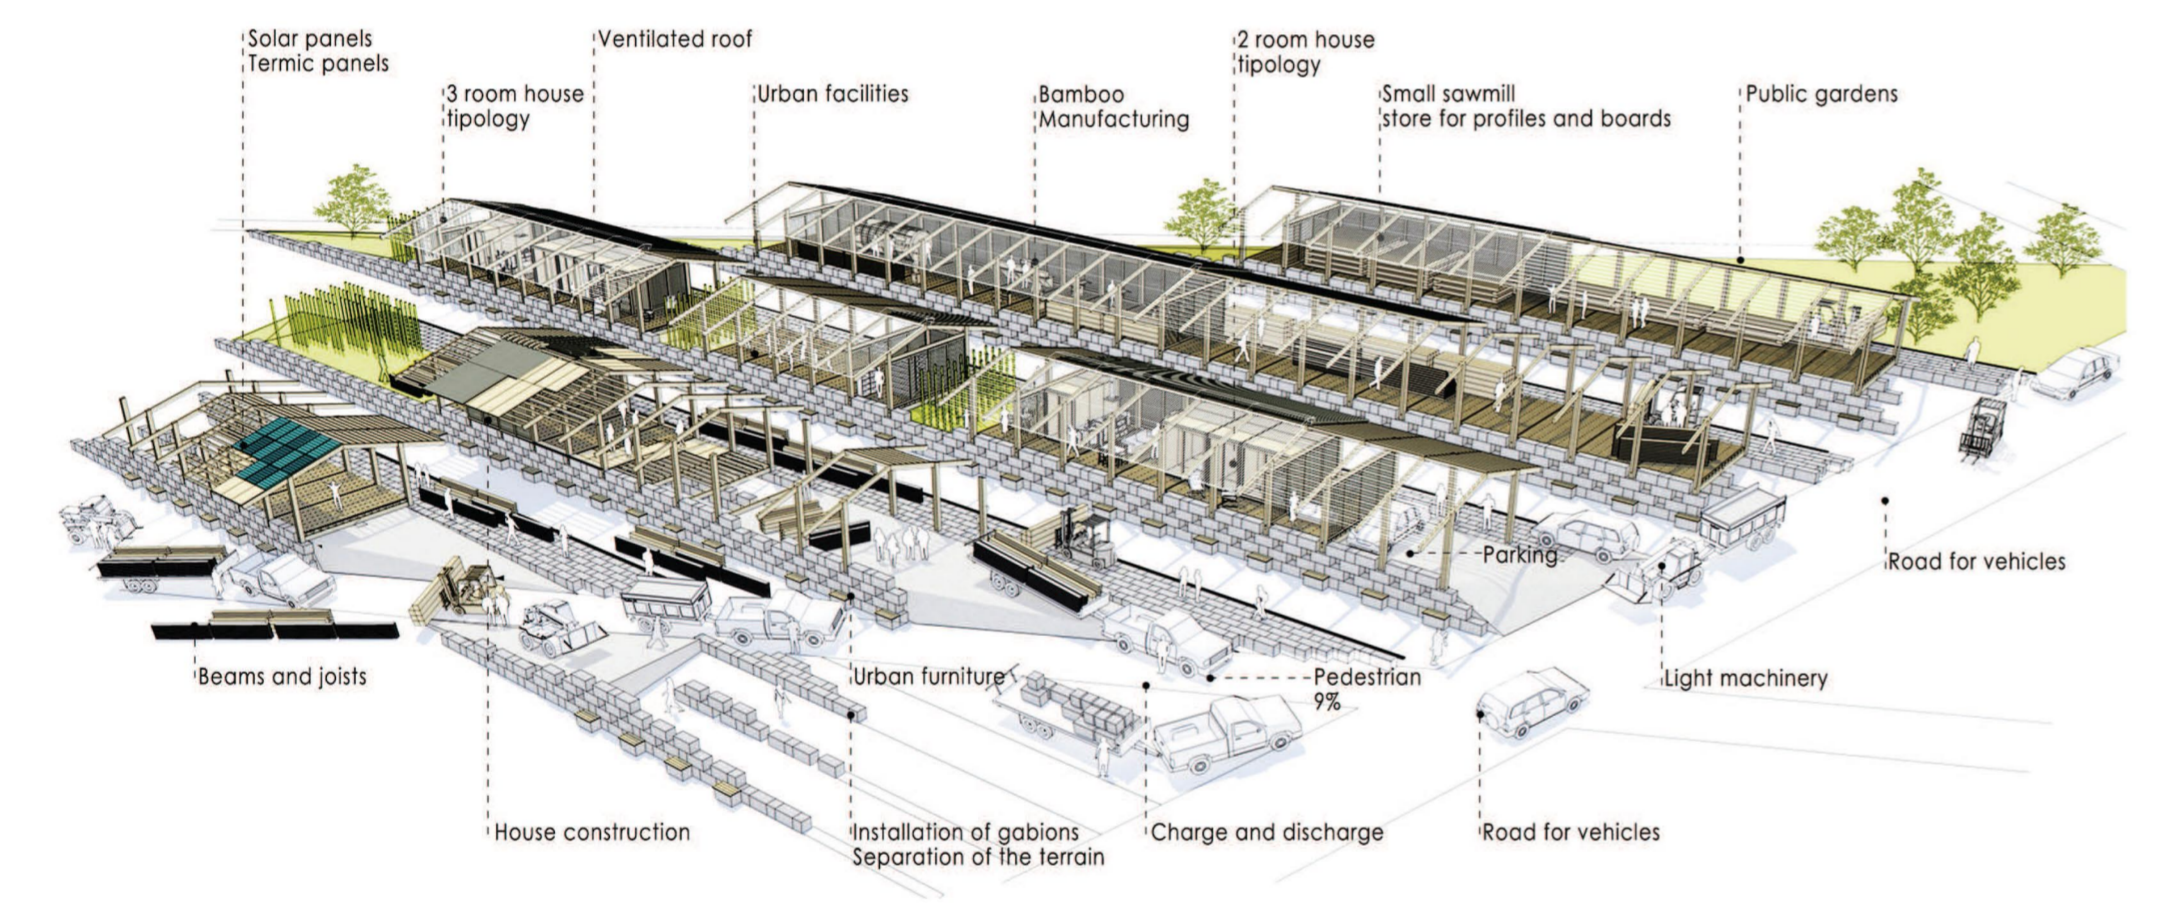 Solar panels
Termic panels
Ventilated roof
2 room house
tipology
3 room house
tipology
Urban facilities
Bamboo
Manufacturing
Small sawmill
store for profiles and boards
Public gardens
Parking
Road for vehicles
Beams and joists
Urban furniture
Pedestrian
9%
Light machinery
House construction
Installation of gabions
Separation of the terrain
Charge and discharge
Road for vehicles